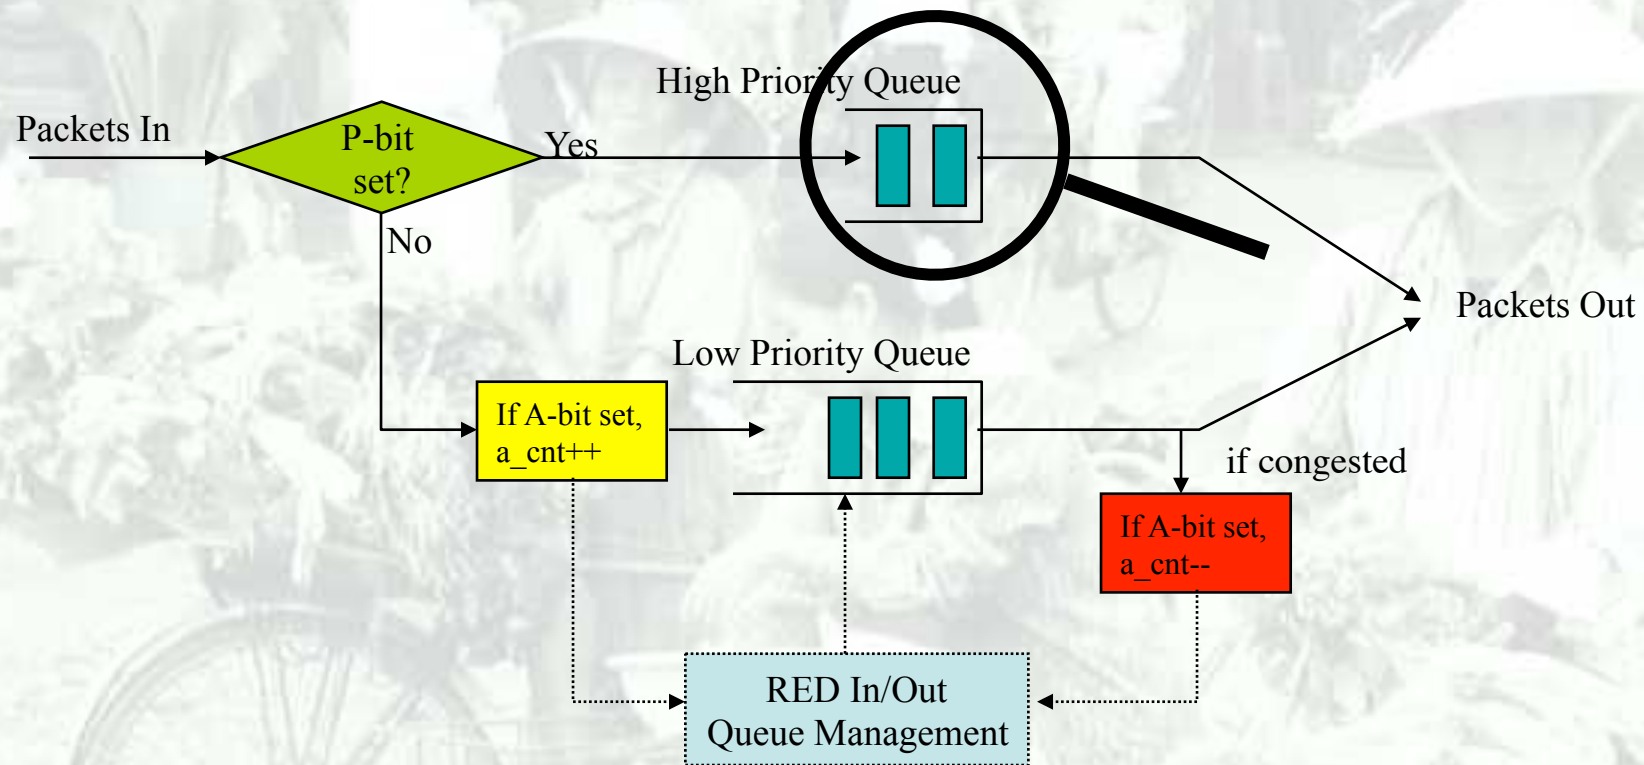 High Priority Queue
Packets In
P-bit
set?
Yes
No
Packets Out
Low Priority Queue
If A-bit set,
a_cnt++
if congested
If A-bit set,
a_cnt--
RED In/Out
Queue Management